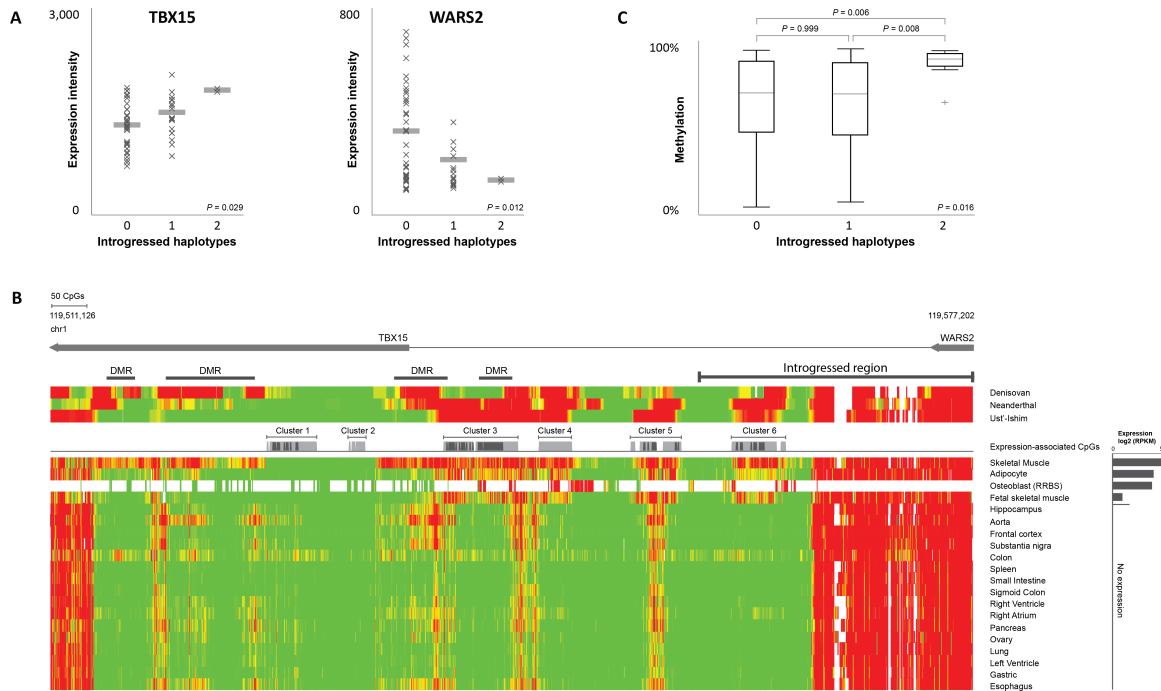 A
3,000
TBX15
Expression intensity
0
0 1 2
P = 0.029
Introgressed haplotypes
800
WARS2
Expression intensity
0
0 1 2
P = 0.012
Introgressed haplotypes
C
P = 0.006
P = 0.999
P = 0.008
100%
Methylation
0%
P = 0.016
0 1 2
Introgressed haplotypes
B
50 CpGs
119,511,126
119,577,202
chr1
TBX15
WARS2
DMR
DMR
DMR
DMR
Introgressed region
Denisovan
Neanderthal
Ust'-Ishim
Cluster 1
Cluster 2
Cluster 3
Cluster 4
Cluster 5
Cluster 6
Expression-associated CpGs
Expression
log2 (RPKM)
0 5
Skeletal Muscle
Adipocyte
Osteoblast (RRBS)
Fetal skeletal muscle
Hippocampus
Aorta
Frontal cortex
Substantia nigra
Colon
Spleen
Small Intestine
Sigmoid Colon
Right Ventricle
Right Atrium
Pancreas
Ovary
Lung
Left Ventricle
Gastric
Esophagus
No expression